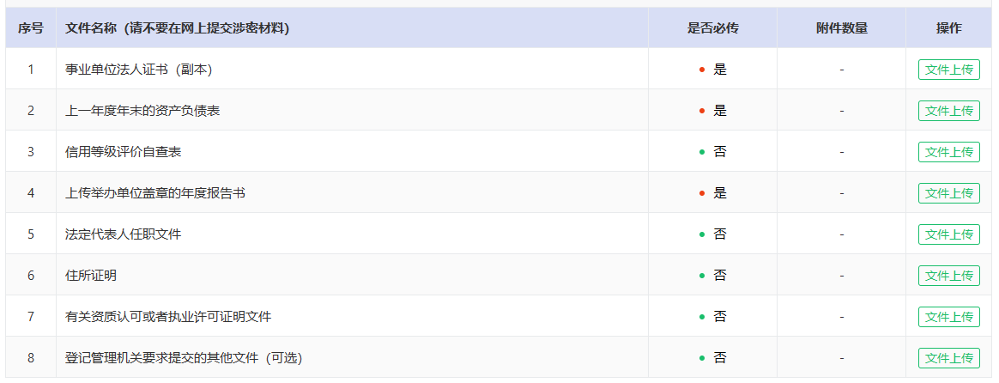 序号 文件名称（请不要在网上提交涉密材料） 是否必传 附件数量 操作
1 事业单位法人证书（副本） 是 - 文件上传
2 上一年度年末的资产负债表 是 - 文件上传
3 信用等级评价自查表 否 - 文件上传
4 上传举办单位盖章的年度报告书 是 - 文件上传
5 法定代表人任职文件 否 - 文件上传
6 住所证明 否 - 文件上传
7 有关资质认可或者执业许可证明文件 否 - 文件上传
8 登记管理机关要求提交的其他文件（可选） 否 - 文件上传